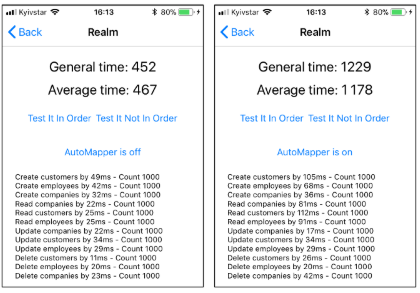 Kyivstar 16:13 80%
Back Realm
General time: 452
Average time: 467
Test It In Order Test It Not In Order
AutoMapper is off
Create customers by 49ms - Count 1000
Create employees by 42ms - Count 1000
Create companies by 32ms - Count 1000
Read companies by 22ms - Count 1000
Read customers by 25ms - Count 1000
Read employees by 25ms - Count 1000
Update companies by 22ms - Count 1000
Update customers by 34ms - Count 1000
Update employees by 29ms - Count 1000
Delete customers by 11ms - Count 1000
Delete employees by 20ms - Count 1000
Delete companies by 23ms - Count 1000
Kyivstar 16:13 80%
Back Realm
General time: 1229
Average time: 1178
Test It In Order Test It Not In Order
AutoMapper is on
Create customers by 105ms - Count 1000
Create employees by 68ms - Count 1000
Create companies by 36ms - Count 1000
Read companies by 81ms - Count 1000
Read customers by 112ms - Count 1000
Read employees by 91ms - Count 1000
Update companies by 17ms - Count 1000
Update customers by 34ms - Count 1000
Update employees by 29ms - Count 1000
Delete customers by 26ms - Count 1000
Delete employees by 20ms - Count 1000
Delete companies by 42ms - Count 1000